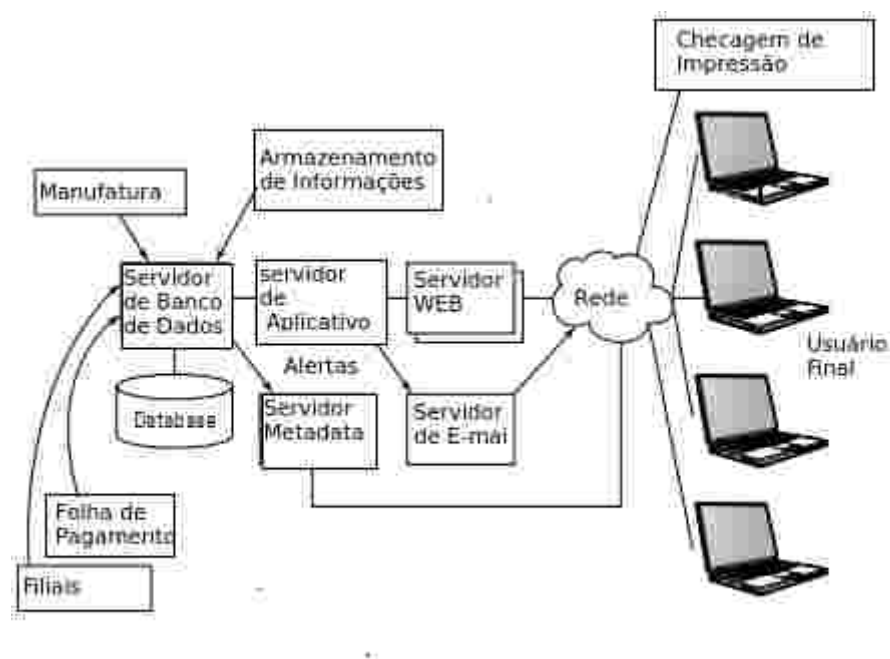 Checagem de
Impressão
Armazenamento
de Informações
Manufatura
Servidor
de Banco
de Dados
servidor
de
Aplicativo
Servidor
WEB
Rede
Usuário
Final
Alertas
Database
Servidor
Metadata
Servidor
de E-mai
Folha de
Pagamento
Filiais